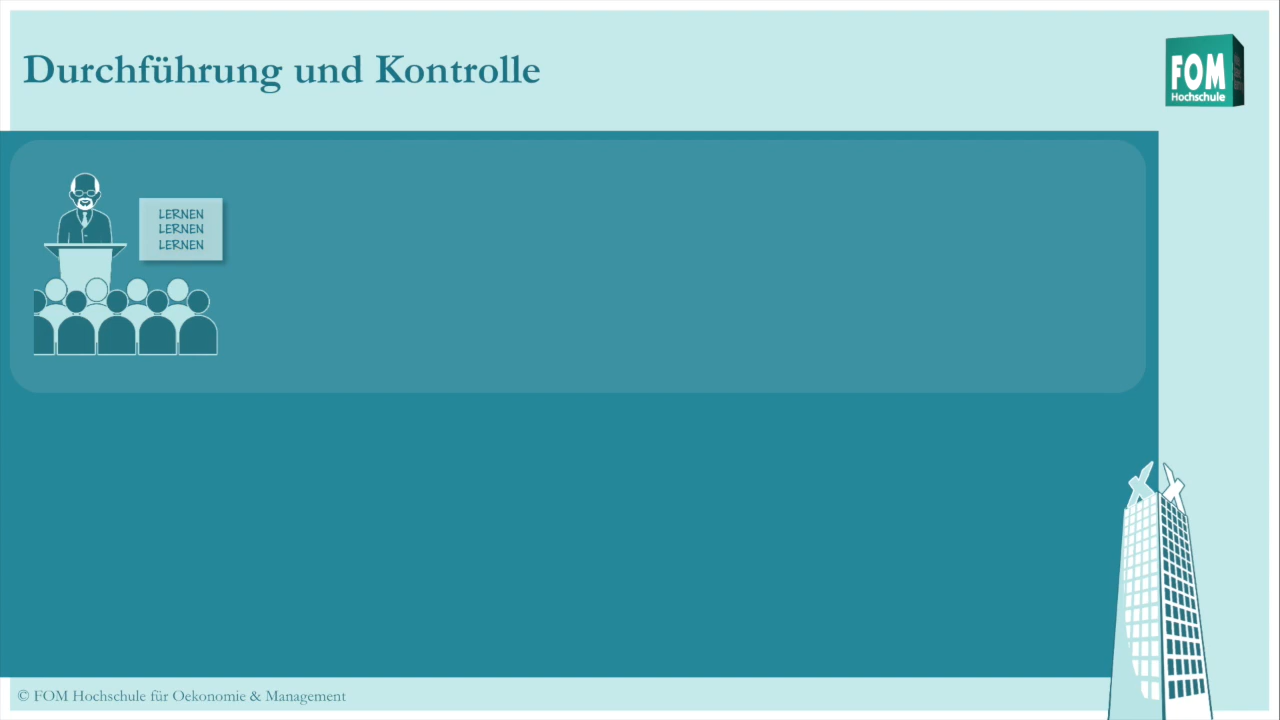 Durchführung und Kontrolle
FOM
Hochschule
LERNEN
LERNEN
LERNEN
© FOM Hochschule für Oekonomie & Management